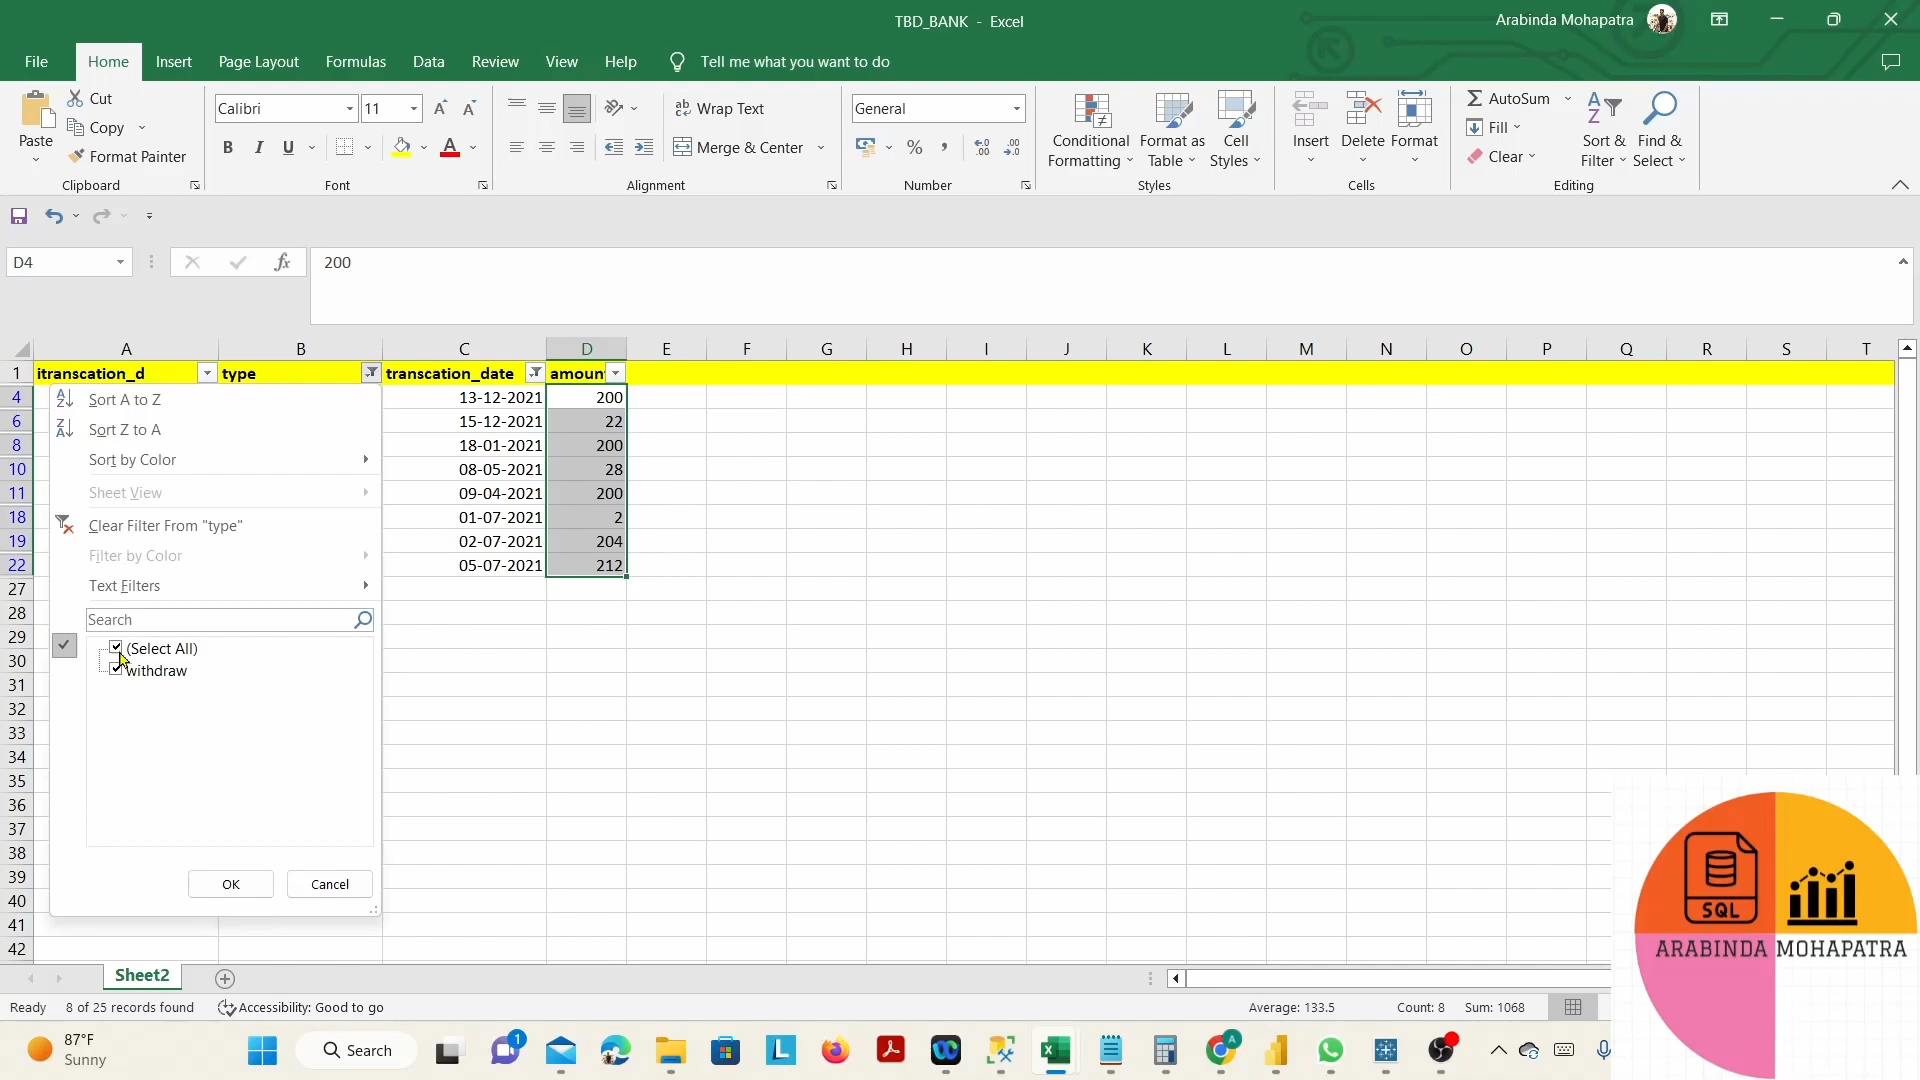 TBD_BANK - Excel
Arabinda Mohapatra
File Home Insert Page Layout Formulas Data Review View Help Tell me what you want to do
Paste
Cut
Copy
Format Painter
Clipboard
Calibri 11
B I U
Font
Wrap Text
Merge & Center
Alignment
General
Number
Conditional Formatting
Format as Table
Cell Styles
Styles
Insert Delete Format
Cells
AutoSum
Fill
Clear
Sort & Filter
Find & Select
Editing
D4
fx
200
A B C D E F G H I J K L M N O P Q R S T
1 itranscation_d type transcation_date amoun
4 13-12-2021 200
6 15-12-2021 22
8 18-01-2021 200
10 08-05-2021 28
11 09-04-2021 200
18 01-07-2021 2
19 02-07-2021 204
22 05-07-2021 212
27
28
29
30
31
32
33
34
35
36
37
38
39
40
41
42
Sort A to Z
Sort Z to A
Sort by Color
Sheet View
Clear Filter From "type"
Filter by Color
Text Filters
Search
(Select All)
withdraw
OK Cancel
Sheet2
Ready 8 of 25 records found Accessibility: Good to go
Average: 133.5 Count: 8 Sum: 1068
SQL
ARABINDA MOHAPATRA
87°F
Sunny
Search
1
L
A